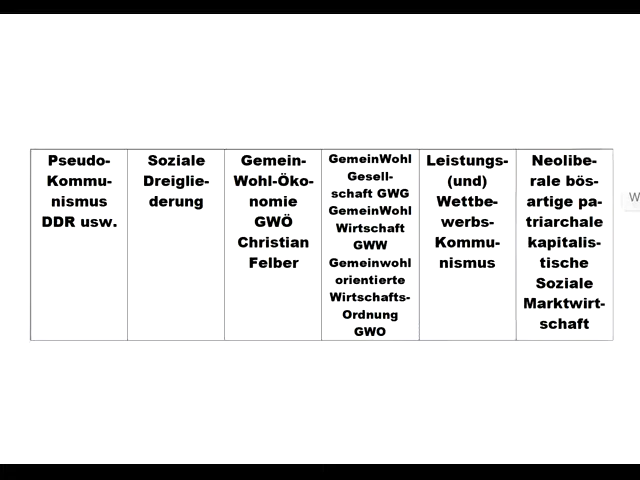 Pseudo-
Kommu-
nismus
DDR usw.
Soziale
Dreiglie-
derung
Gemein-
Wohl-Öko-
nomie
GWÖ
Christian
Felber
GemeinWohl
Gesell-
schaft GWG
GemeinWohl
Wirtschaft
GWW
Gemeinwohl
orientierte
Wirtschafts-
Ordnung
GWO
Leistungs-
(und)
Wettbe-
werbs-
Kommu-
nismus
Neolibe-
rale bös-
artige pa-
triarchale
kapitalis-
tische
Soziale
Marktwirt-
schaft
W